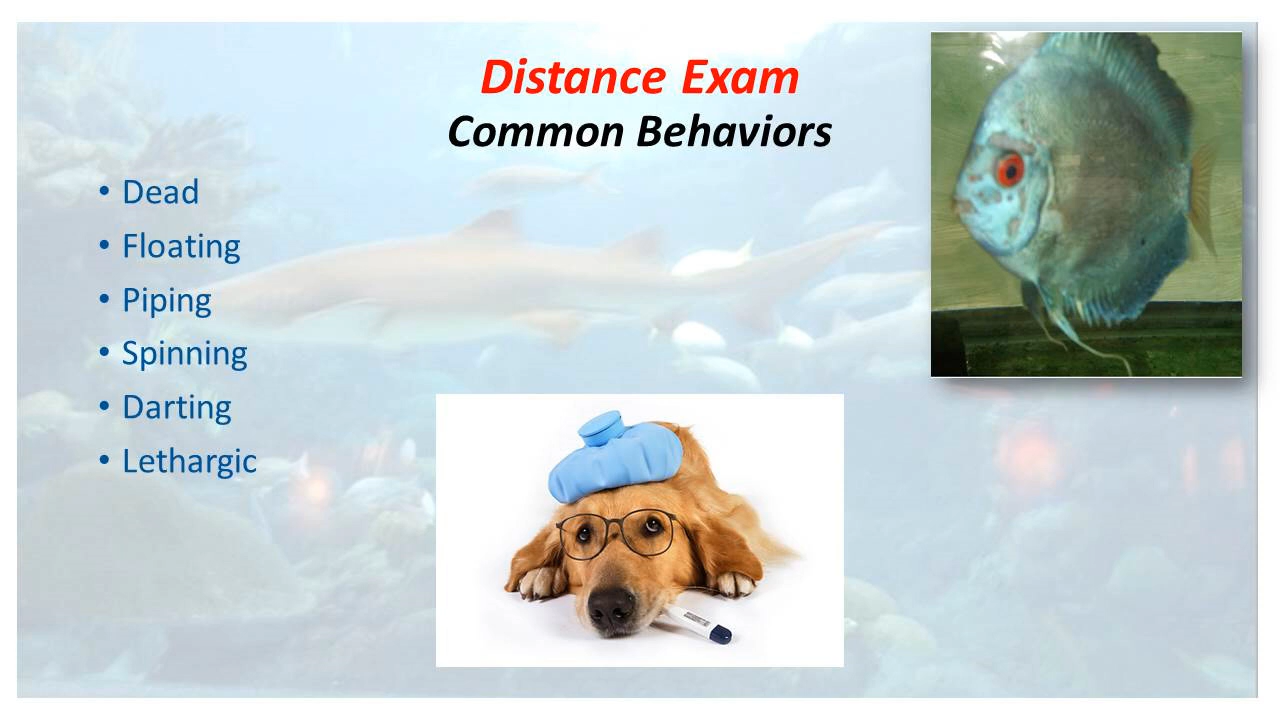 Distance Exam
Common Behaviors
• Dead
• Floating
• Piping
• Spinning
• Darting
• Lethargic